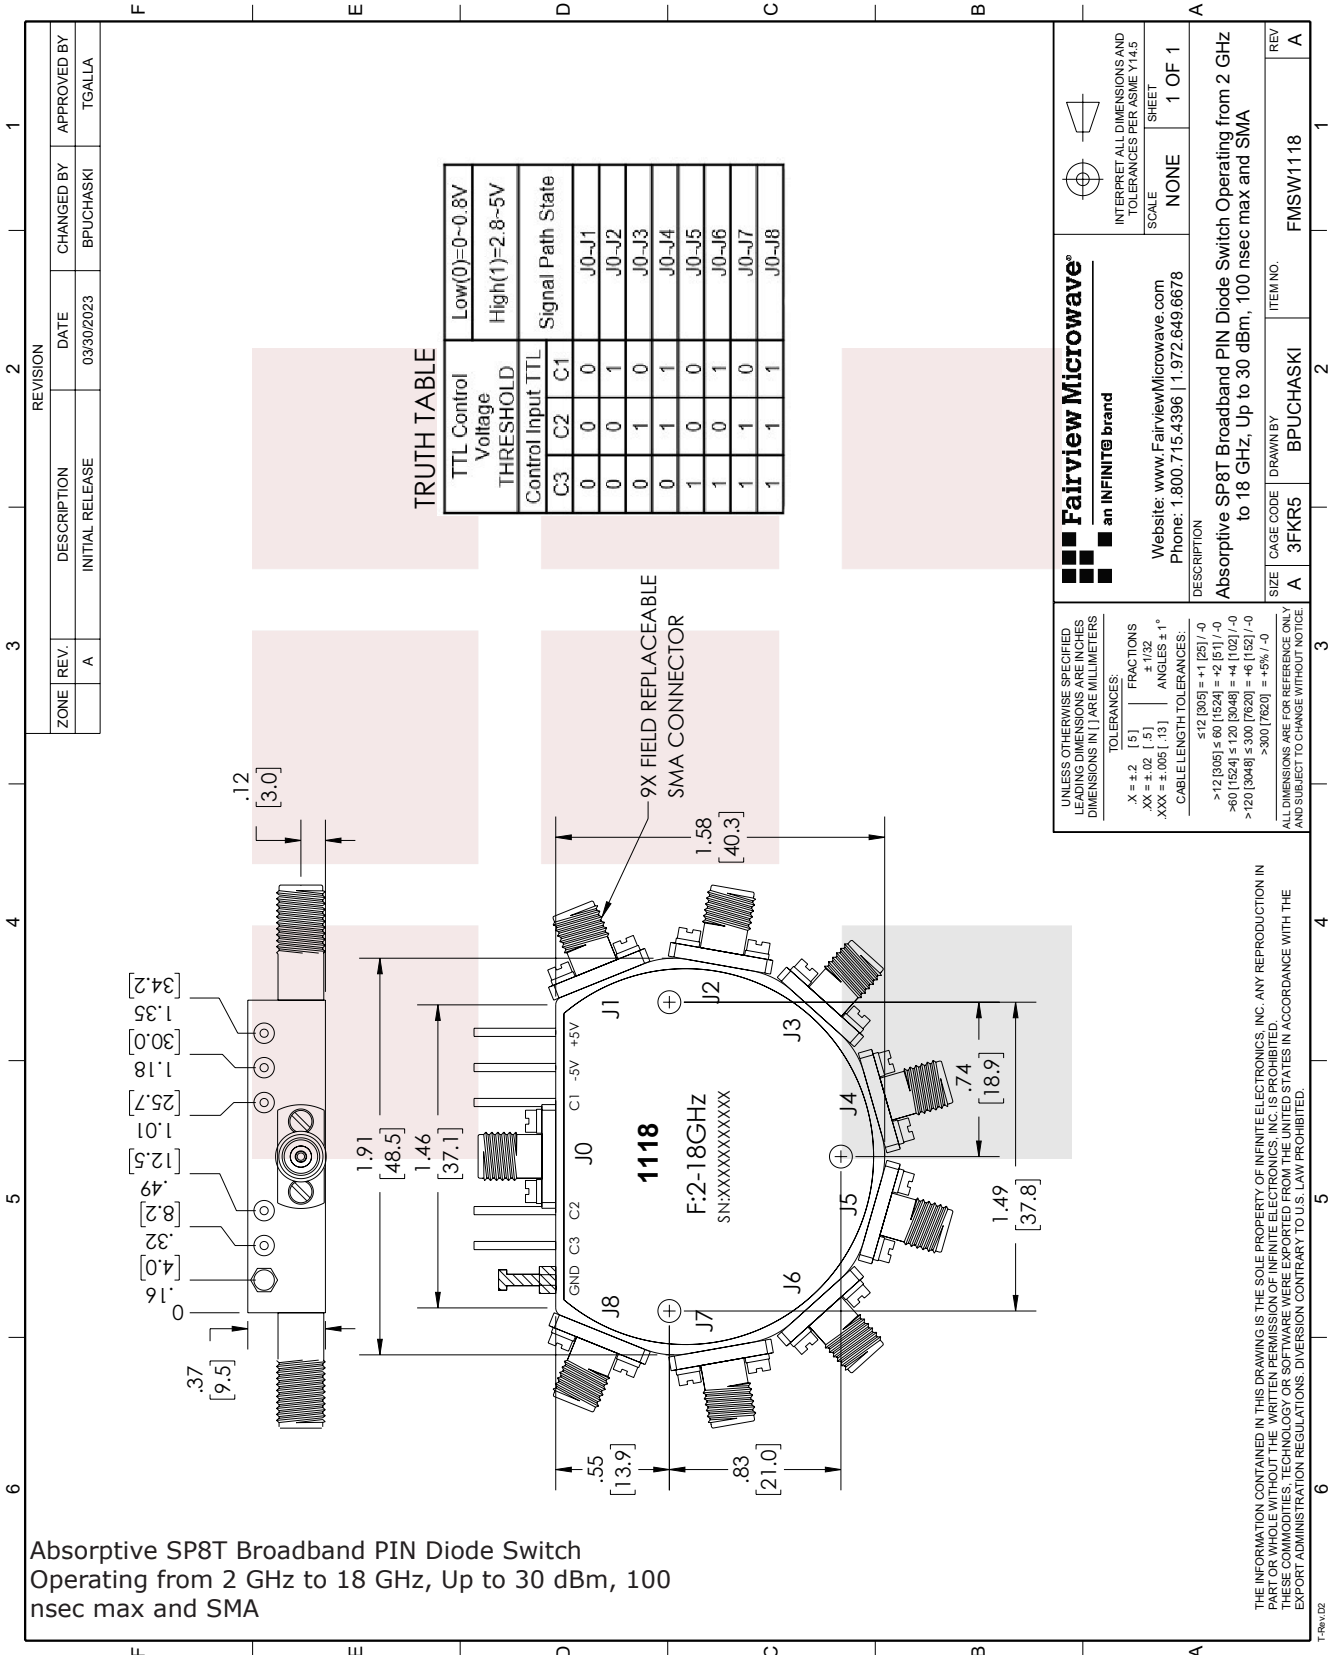 REVISION
ZONE REV. DESCRIPTION DATE CHANGED BY APPROVED BY
A INITIAL RELEASE 03/30/2023 BPUCHASKI TGALLA
6 5 4 3 2 1
F
E
D
C
B
A
.37
[9.5]
0
.16
[4.0]
.32
[8.2]
.49
[12.5]
1.01
[25.7]
1.18
[30.0]
1.35
[34.2]
.12
[3.0]
1.91
[48.5]
1.46
[37.1]
GND C3 C2 C1 -5V +5V
J0
J8
J1
1118
F:2-18GHz
SN:XXXXXXXXXXX
J7
J2
J6
J3
J5
J4
.55
[13.9]
.83
[21.0]
1.58
[40.3]
.74
[18.9]
1.49
[37.8]
9X FIELD REPLACEABLE
SMA CONNECTOR
TRUTH TABLE
TTL Control
Voltage
THRESHOLD
Low(0)=0~0.8V
High(1)=2.8~5V
Control Input TTL Signal Path State
C3 C2 C1
0 0 0 J0-J1
0 0 1 J0-J2
0 1 0 J0-J3
0 1 1 J0-J4
1 0 0 J0-J5
1 0 1 J0-J6
1 1 0 J0-J7
1 1 1 J0-J8
UNLESS OTHERWISE SPECIFIED
LEADING DIMENSIONS ARE INCHES
DIMENSIONS IN [ ] ARE MILLIMETERS
TOLERANCES:
.X = ±.2 [5] FRACTIONS
.XX = ±.02 [.5] ± 1/32
.XXX = ±.005 [.13] ANGLES ± 1°
CABLE LENGTH TOLERANCES:
≤12 [305] = +1 [25] / -0
>12 [305] ≤ 60 [1524] = +2 [51] / -0
>60 [1524] ≤ 120 [3048] = +4 [102] / -0
>120 [3048] ≤ 300 [7620] = +6 [152] / -0
>300 [7620] = +5% / -0
ALL DIMENSIONS ARE FOR REFERENCE ONLY
AND SUBJECT TO CHANGE WITHOUT NOTICE.
Fairview Microwave®
an INFINIT® brand
Website: www.FairviewMicrowave.com
Phone: 1.800.715.4396 | 1.972.649.6678
INTERPRET ALL DIMENSIONS AND
TOLERANCES PER ASME Y14.5
SCALE NONE
SHEET 1 OF 1
DESCRIPTION
Absorptive SP8T Broadband PIN Diode Switch Operating from 2 GHz
to 18 GHz, Up to 30 dBm, 100 nsec max and SMA
SIZE A
CAGE CODE 3FKR5
DRAWN BY BPUCHASKI
ITEM NO. FMSW1118
REV A
THE INFORMATION CONTAINED IN THIS DRAWING IS THE SOLE PROPERTY OF INFINITE ELECTRONICS, INC. ANY REPRODUCTION IN
PART OR WHOLE WITHOUT THE WRITTEN PERMISSION OF INFINITE ELECTRONICS, INC. IS PROHIBITED.
THESE COMMODITIES, TECHNOLOGY OR SOFTWARE WERE EXPORTED FROM THE UNITED STATES IN ACCORDANCE WITH THE
EXPORT ADMINISTRATION REGULATIONS. DIVERSION CONTRARY TO U.S. LAW PROHIBITED.
6 5 4 3 2 1
F
E
D
C
B
A
T-Rev.D2
Absorptive SP8T Broadband PIN Diode Switch
Operating from 2 GHz to 18 GHz, Up to 30 dBm, 100
nsec max and SMA